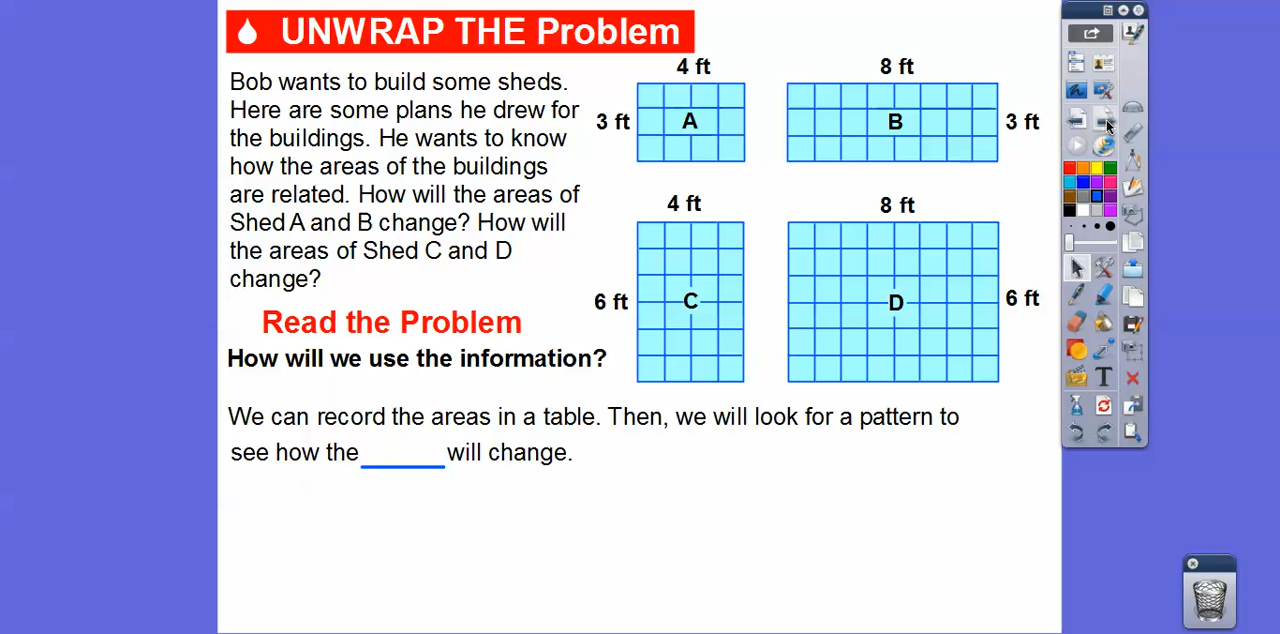 UNWRAP THE Problem
Bob wants to build some sheds.
Here are some plans he drew for
the buildings. He wants to know
how the areas of the buildings
are related. How will the areas of
Shed A and B change? How will
the areas of Shed C and D
change?
4 ft
3 ft
A
8 ft
B
3 ft
4 ft
6 ft
C
8 ft
D
6 ft
Read the Problem
How will we use the information?
We can record the areas in a table. Then, we will look for a pattern to
see how the ______ will change.
T